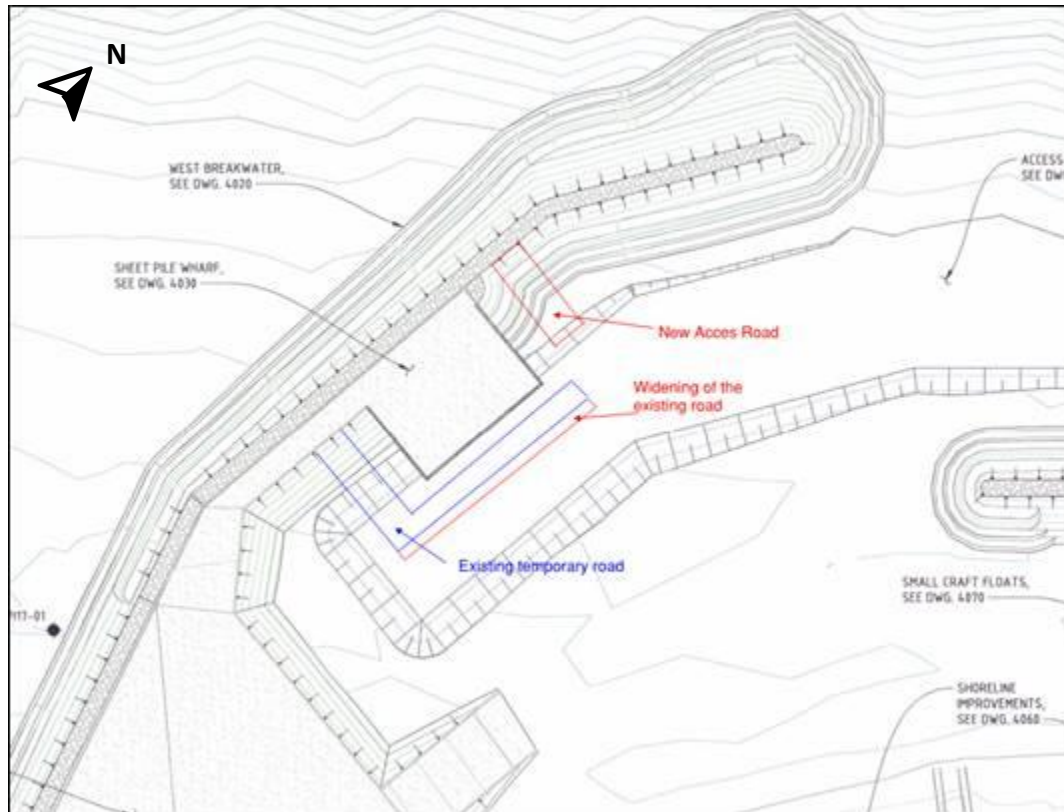 N
WEST BREAKWATER,
SEE DWG. 4020
ACCESS
SEE DW
SHEET PILE WHARF,
SEE DWG. 4030
New Acces Road
Widening of the
existing road
Existing temporary road
SMALL CRAFT FLOATS,
SEE DWG. 4070
SHORELINE
IMPROVEMENTS,
SEE DWG. 4060